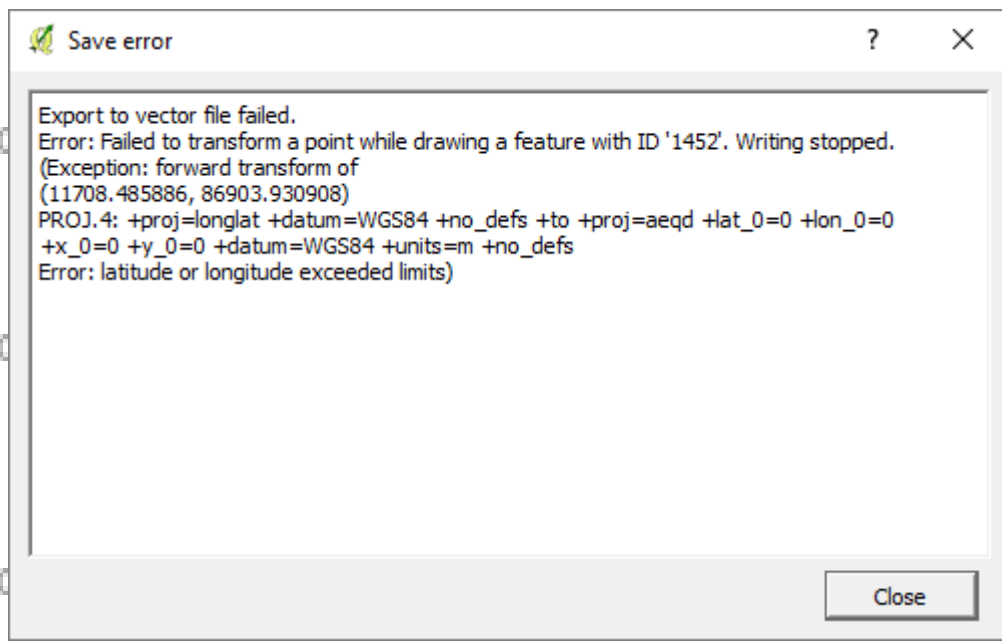 Save error
?
Export to vector file failed.
Error: Failed to transform a point while drawing a feature with ID '1452'. Writing stopped.
(Exception: forward transform of
(11708.485886, 86903.930908)
PROJ.4: +proj=longlat +datum=WGS84 +no_defs +to +proj=aeqd +lat_0=0 +lon_0=0
+x_0=0 +y_0=0 +datum=WGS84 +units=m +no_defs
Error: latitude or longitude exceeded limits)
Close